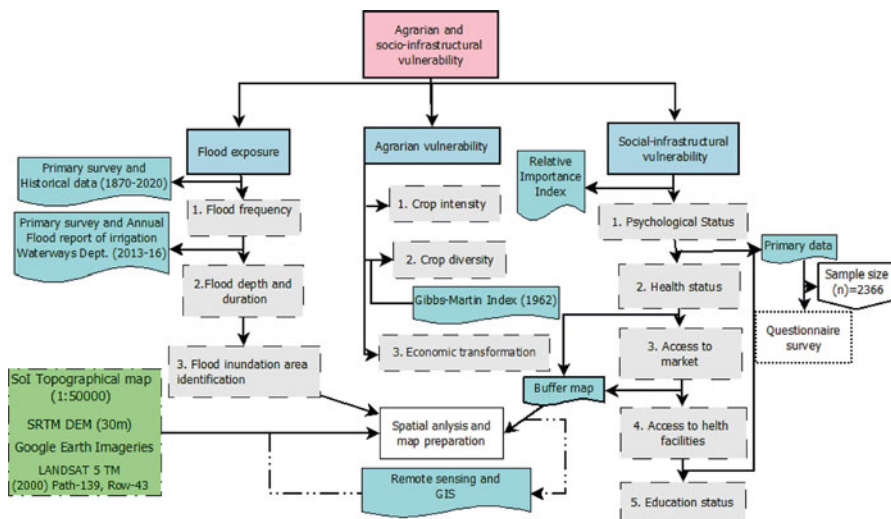 Agrarian and
socio-infrastructural
vulnerability
Flood exposure
Agrarian vulnerability
Social-infrastructural
vulnerability
Primary survey and
Historical data (1870-2020)
Relative
Importance
Index
1. Flood frequency
1. Crop intensity
1. Psychological Status
Primary survey and Annual
Flood report of irrigation
Waterways Dept. (2013-16)
Primary data
2. Crop diversity
Sample size
(n)=2366
2.Flood depth and
duration
2. Health status
Gibbs-Martin Index (1962)
Questionnaire
survey
3. Flood inundation area
identification
3. Economic transformation
3. Access to
market
SoI Topographical map
(1:50000)
SRTM DEM (30m)
Google Earth Imageries
LANDSAT 5 TM
(2000) Path-139, Row-43
Buffer map
Spatial anlysis and
map preparation
4. Access to helth
facilities
Remote sensing and
GIS
5. Education status